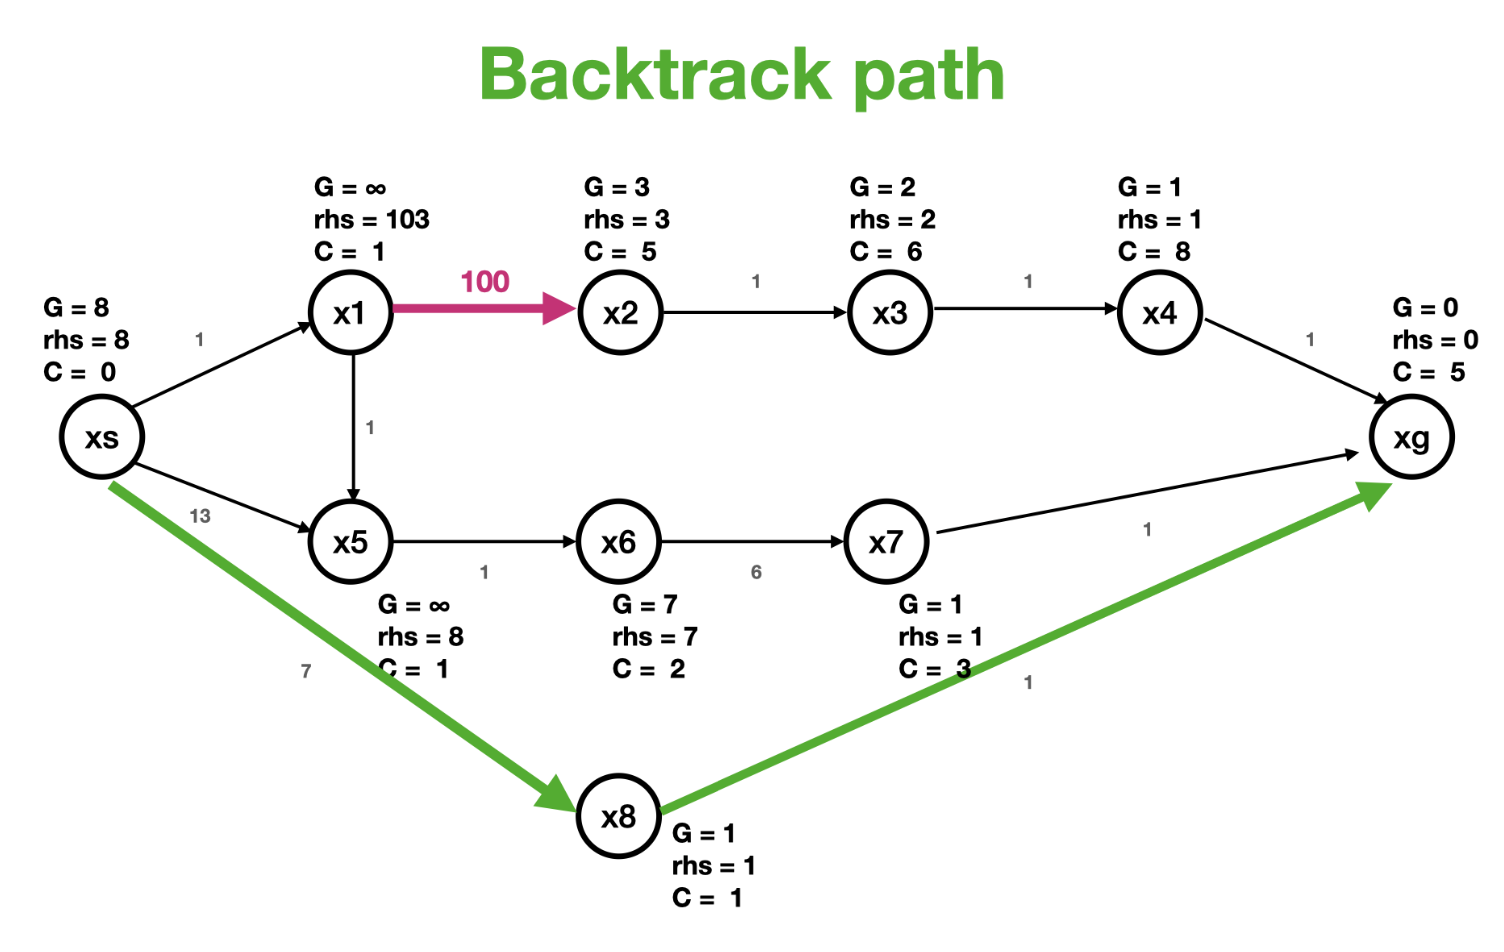 Backtrack path
G = ∞
rhs = 103
C = 1
G = 3
rhs = 3
C = 5
G = 2
rhs = 2
C = 6
G = 1
rhs = 1
C = 8
G = 8
rhs = 8
C = 0
G = 0
rhs = 0
C = 5
1
100
1
1
1
x1
x2
x3
x4
xs
xg
1
13
x5
x6
x7
1
6
1
G = ∞
rhs = 8
C = 1
G = 7
rhs = 7
C = 2
G = 1
rhs = 1
C = 3
7
1
x8
G = 1
rhs = 1
C = 1